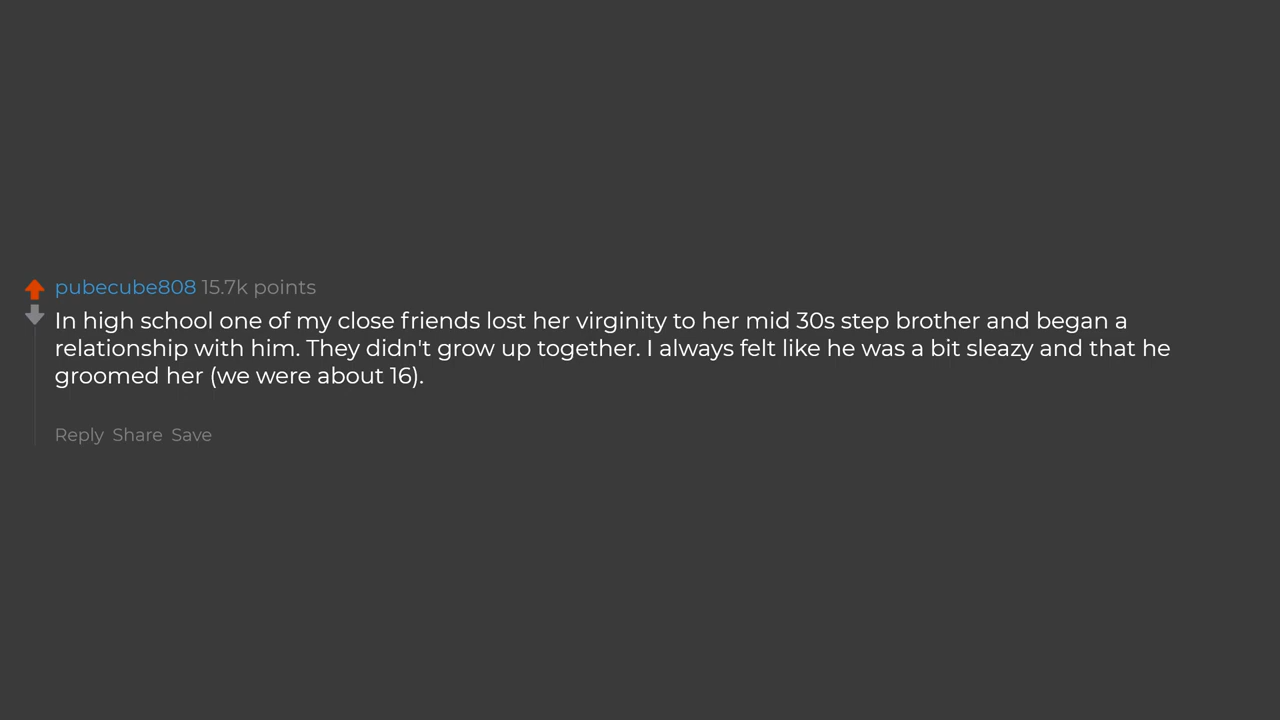 pubecube808 15.7k points
In high school one of my close friends lost her virginity to her mid 30s step brother and began a
relationship with him. They didn't grow up together. I always felt like he was a bit sleazy and that he
groomed her (we were about 16).
Reply Share Save